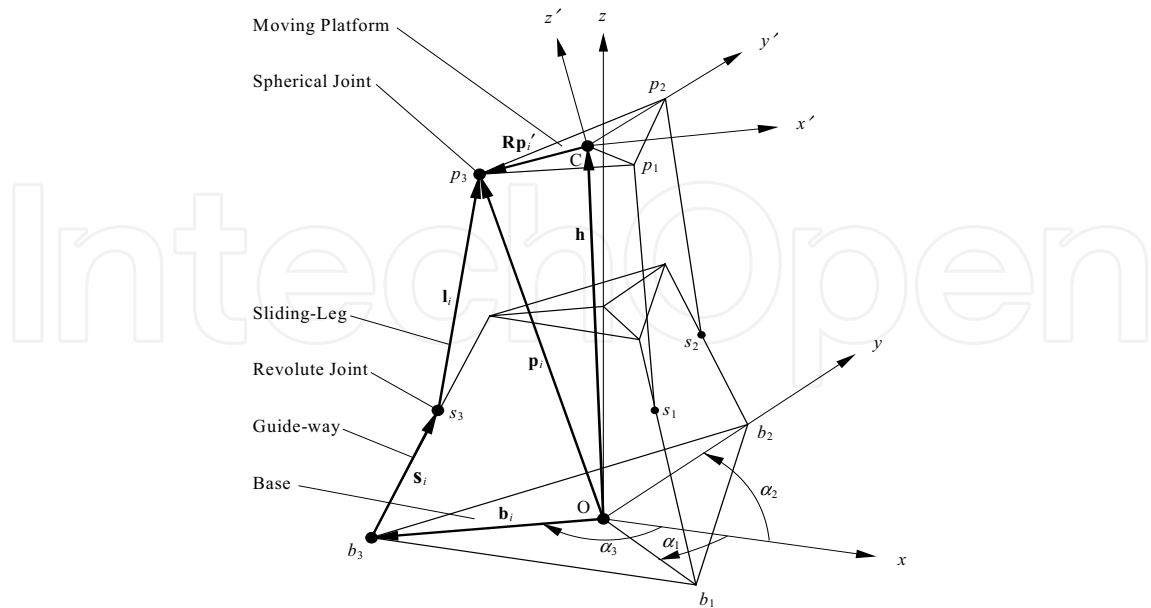 z′
z
Moving Platform
y′
p2
Spherical Joint
x′
Rpi′
C
p3
p1
h
IntechOpen
li
Sliding-Leg
s2
y
pi
Revolute Joint
s3
s1
Guide-way
b2
si
Base
α2
O
bi
α3
α1
b3
x
b1